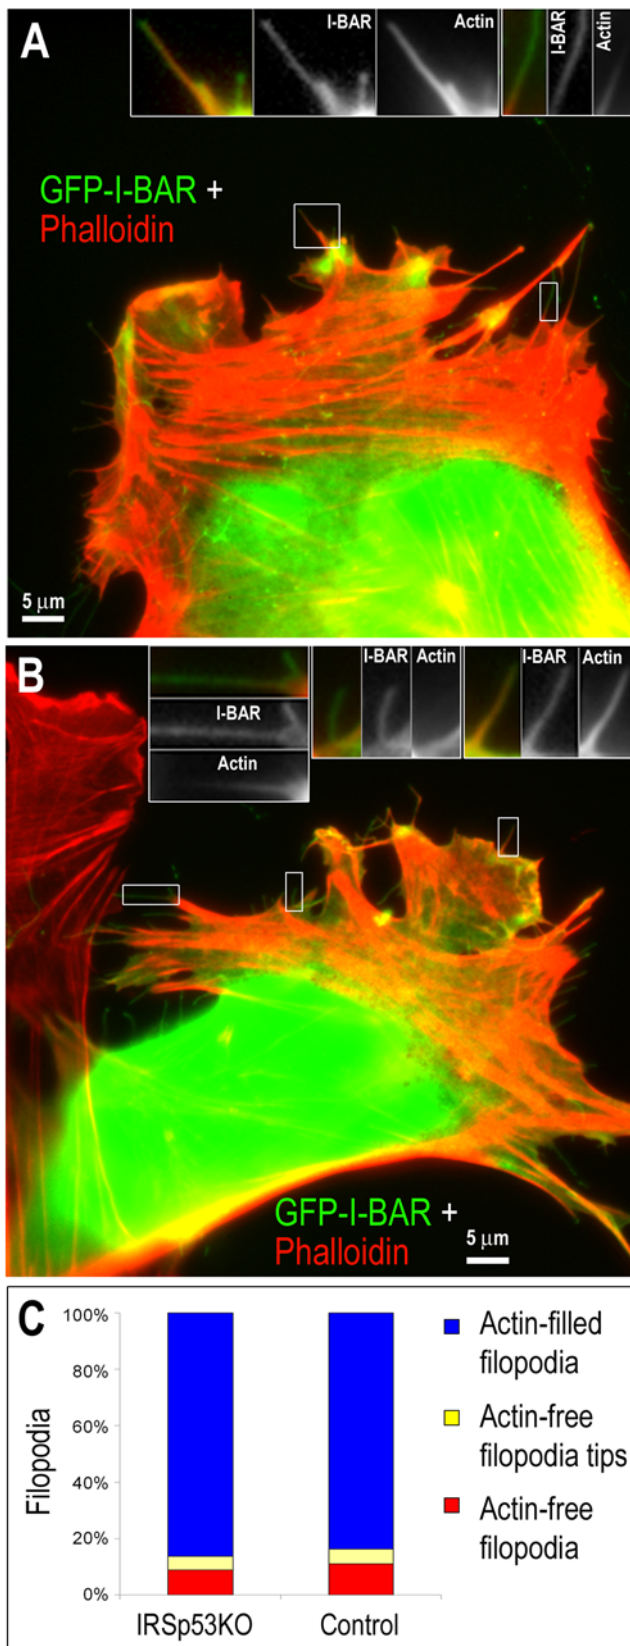 A
I-BAR
Actin
I-BAR
Actin
GFP-I-BAR +
Phalloidin
5 μm
B
I-BAR
Actin
I-BAR
Actin
I-BAR
Actin
GFP-I-BAR +
Phalloidin
5 μm
C
100%
80%
60%
40%
20%
0%
Filopodia
IRSp53KO
Control
Actin-filled
filopodia
Actin-free
filopodia tips
Actin-free
filopodia